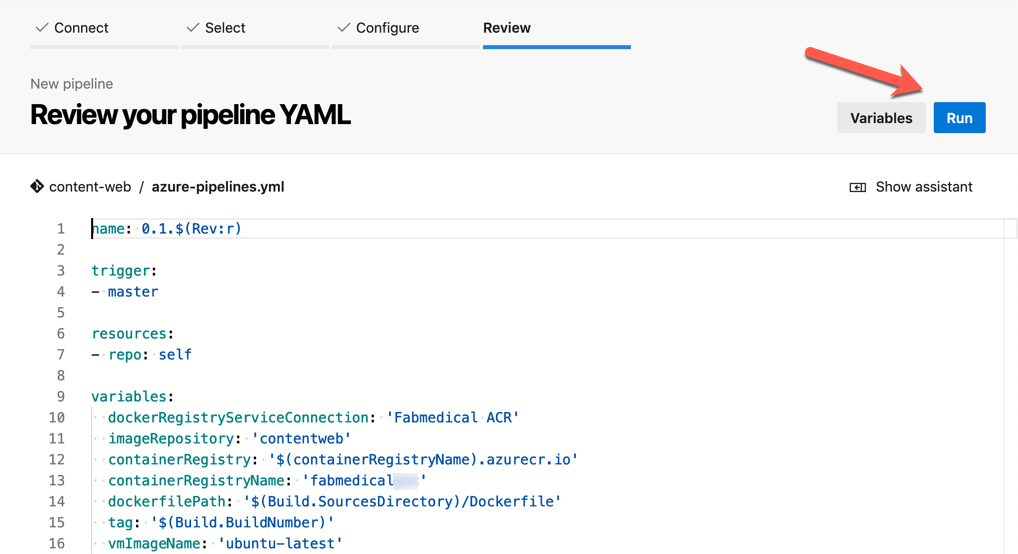 Connect Select Configure Review
New pipeline
Review your pipeline YAML
Variables Run
content-web / azure-pipelines.yml Show assistant
1 name: 0.1.$(Rev:r)
2
3 trigger:
4 - master
5
6 resources:
7 - repo: self
8
9 variables:
10 dockerRegistryServiceConnection: 'Fabmedical ACR'
11 imageRepository: 'contentweb'
12 containerRegistry: '$(containerRegistryName).azurecr.io'
13 containerRegistryName: 'fabmedical'
14 dockerfilePath: '$(Build.SourcesDirectory)/Dockerfile'
15 tag: '$(Build.BuildNumber)'
16 vmImageName: 'ubuntu-latest'